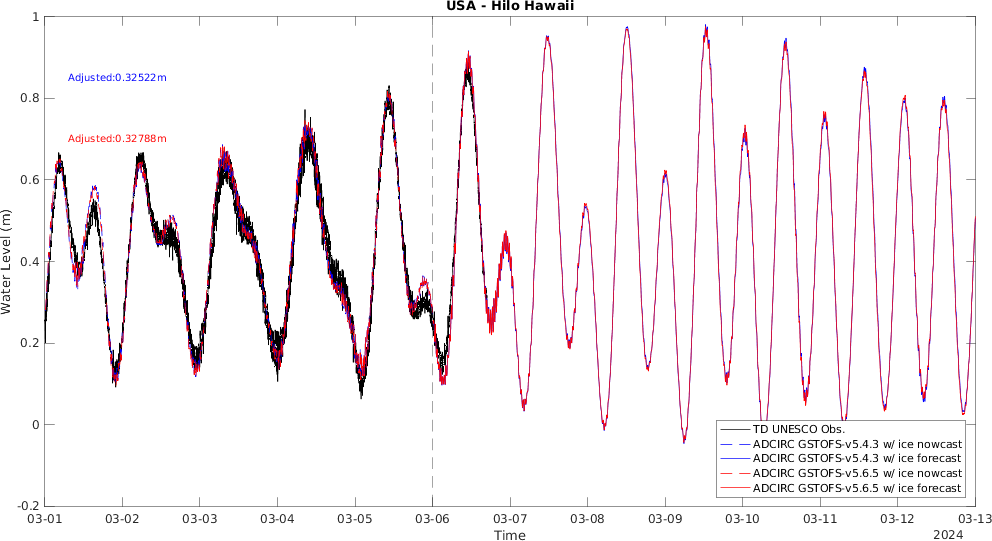 USA - Hilo Hawaii
1
0.8
0.6
0.4
0.2
0
-0.2
Water Level (m)
Adjusted:0.32522m
Adjusted:0.32788m
TD UNESCO Obs.
ADCIRC GSTOFS-v5.4.3 w/ ice nowcast
ADCIRC GSTOFS-v5.4.3 w/ ice forecast
ADCIRC GSTOFS-v5.6.5 w/ ice nowcast
ADCIRC GSTOFS-v5.6.5 w/ ice forecast
03-01 03-02 03-03 03-04 03-05 03-06 03-07 03-08 03-09 03-10 03-11 03-12 03-13
Time
2024